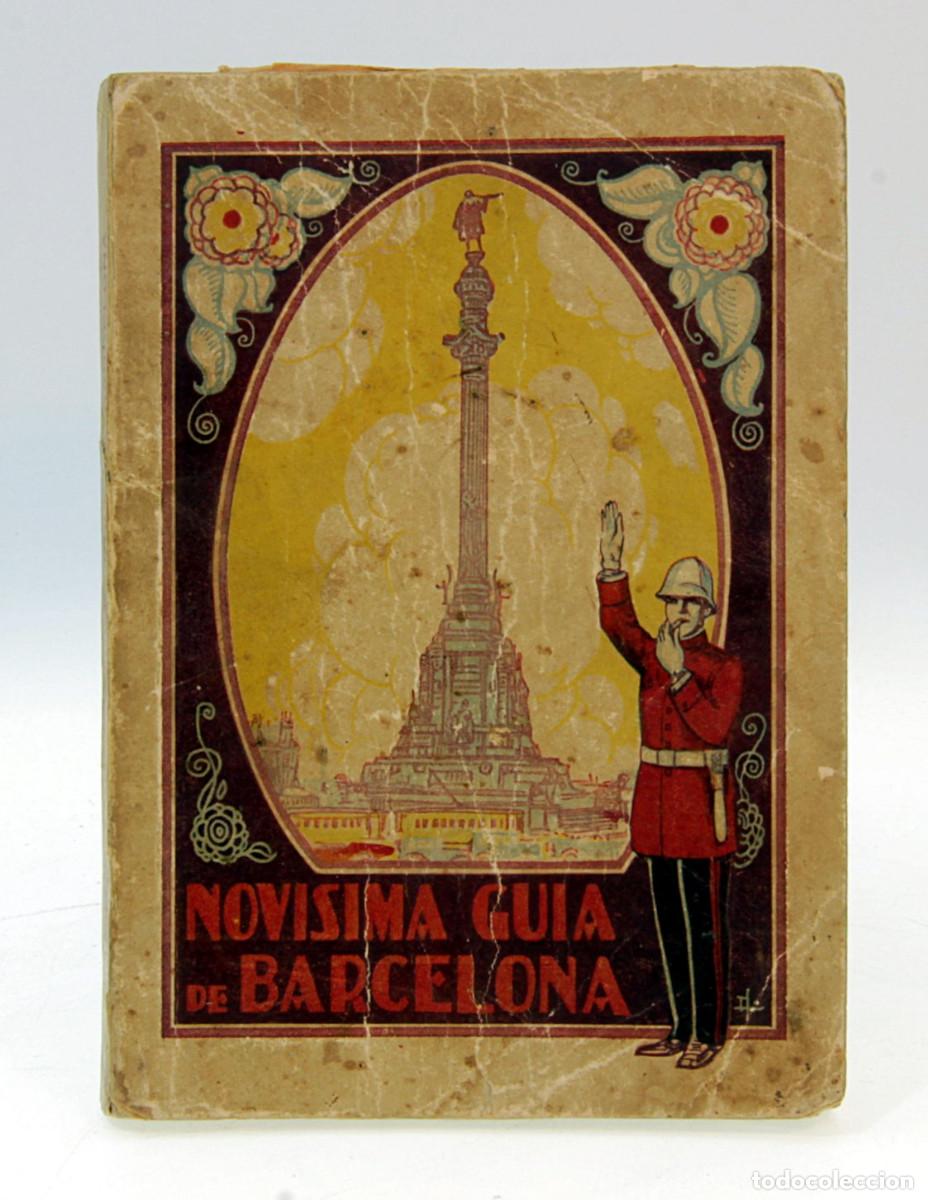 NOVISIMA GUIA
DE BARCELONA
todocoleccion